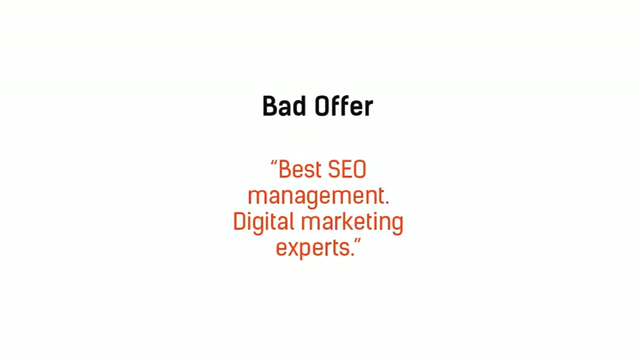 Bad Offer
“Best SEO
management.
Digital marketing
experts.”